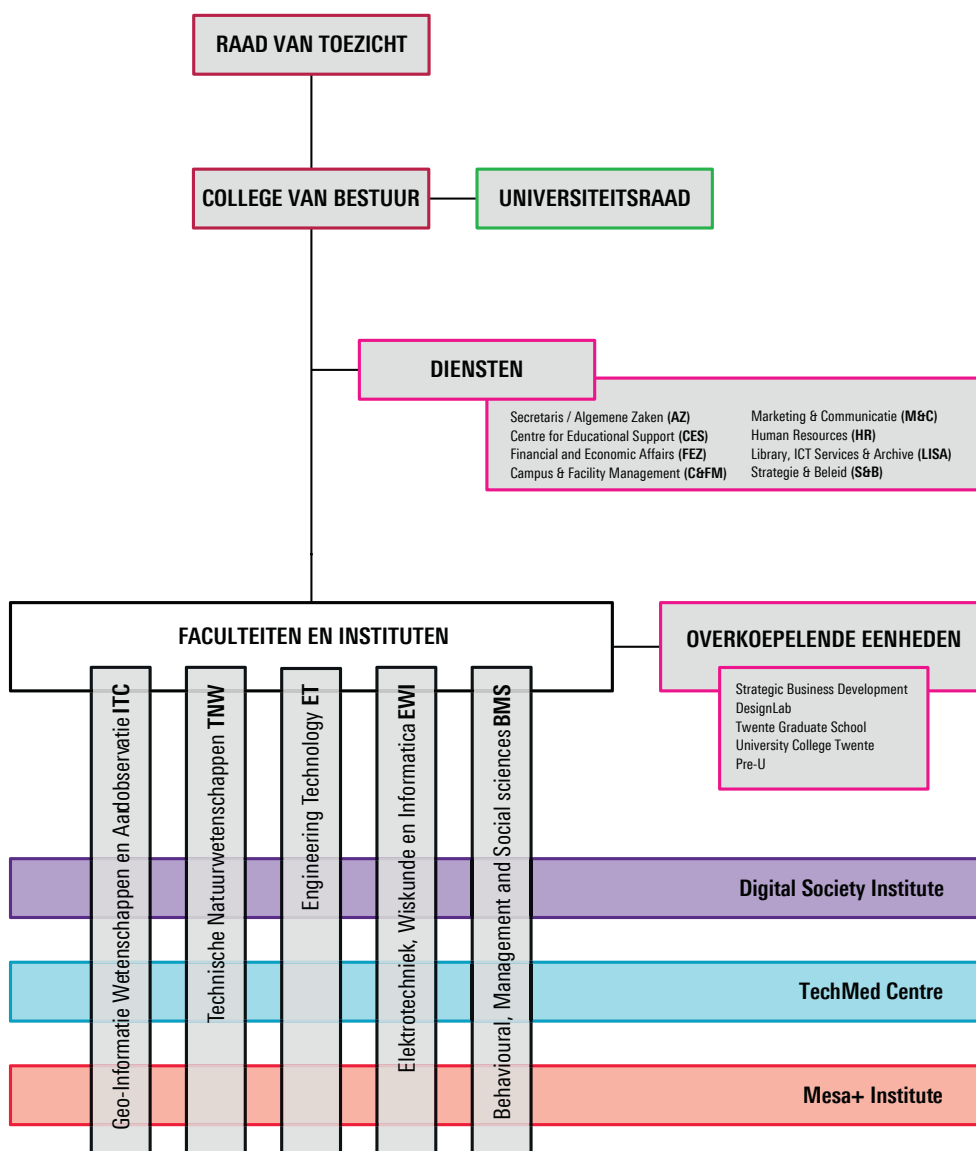 RAAD VAN TOEZICHT
COLLEGE VAN BESTUUR
UNIVERSITEITSRAAD
DIENSTEN
Secretaris / Algemene Zaken (AZ)
Centre for Educational Support (CES)
Financial and Economic Affairs (FEZ)
Campus & Facility Management (C&FM)
Marketing & Communicatie (M&C)
Human Resources (HR)
Library, ICT Services & Archive (LISA)
Strategie & Beleid (S&B)
FACULTEITEN EN INSTITUTEN
OVERKOEPELENDE EENHEDEN
Strategic Business Development
DesignLab
Twente Graduate School
University College Twente
Pre-U
Geo-Informatie Wetenschappen en Aardobservatie ITC
Technische Natuurwetenschappen TNW
Engineering Technology ET
Elektrotechniek, Wiskunde en Informatica EWI
Behavioural, Management and Social sciences BMS
Digital Society Institute
TechMed Centre
Mesa+ Institute